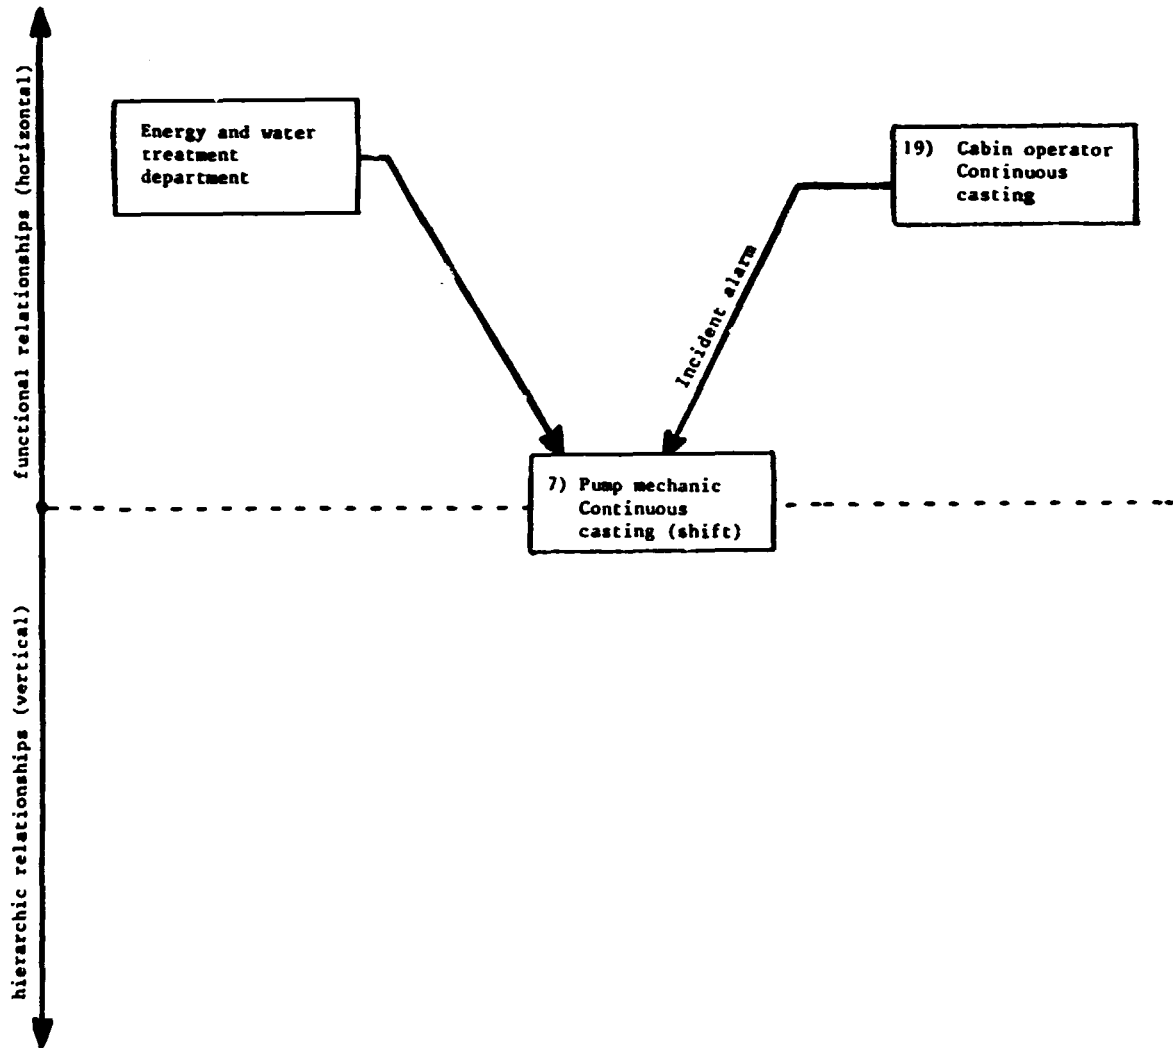 functional relationships (horizontal)
Energy and water
treatment
department
19) Cabin operator
Continuous
casting
Incident alarm
7) Pump mechanic
Continuous
casting (shift)
hierarchic relationships (vertical)